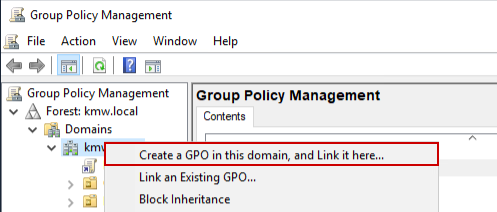 Group Policy Management
File Action View Window Help
Group Policy Management
Forest: kmw.local
Domains
Group Policy Management
Contents
Create a GPO in this domain, and Link it here...
Link an Existing GPO...
Block Inheritance